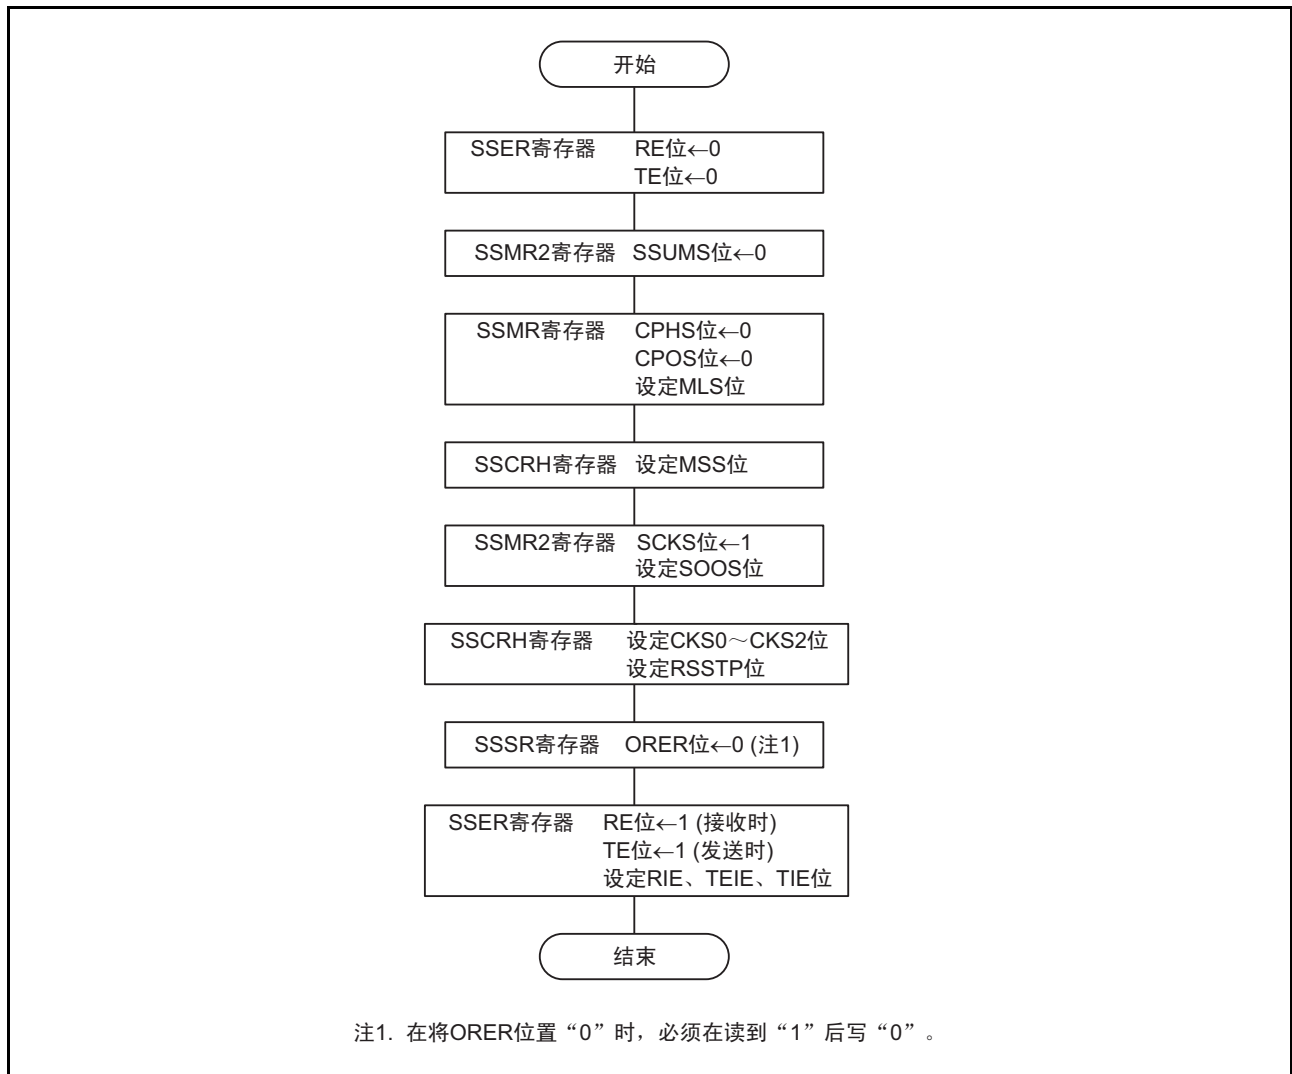 开始
SSER寄存器 RE位←0
TE位←0
SSMR2寄存器 SSUMS位←0
SSMR寄存器 CPHS位←0
CPOS位←0
设定MLS位
SSCRH寄存器 设定MSS位
SSMR2寄存器 SCKS位←1
设定SOOS位
SSCRH寄存器 设定CKS0～CKS2位
设定RSSTP位
SSSR寄存器 ORER位←0 (注1)
SSER寄存器 RE位←1 (接收时)
TE位←1 (发送时)
设定RIE、TEIE、TIE位
结束
注1. 在将ORER位置“0”时，必须在读到“1”后写“0”。